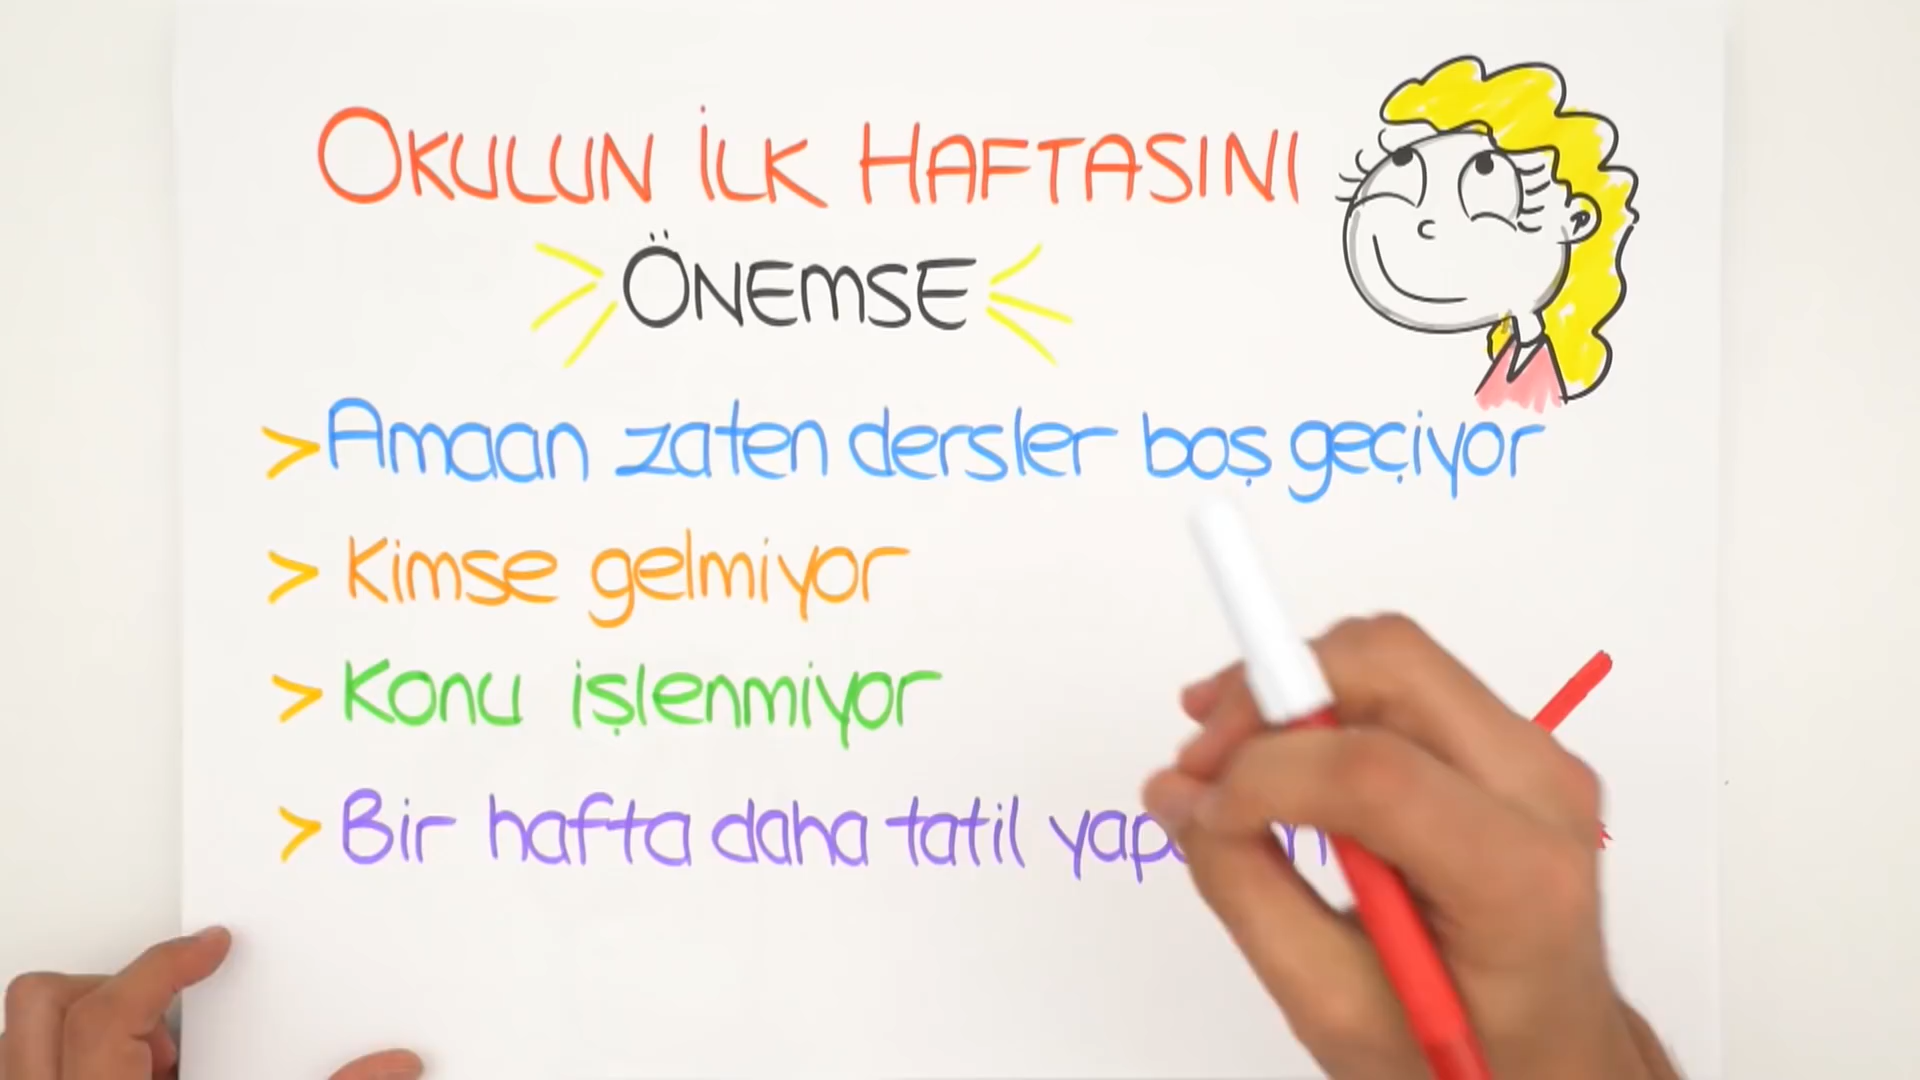 OKULUN İLK HAFTASINI
ÖNEMSE
> Amaan zaten dersler boş geçiyor
> Kimse gelmiyor
> Konu işlenmiyor
> Bir hafta daha tatil